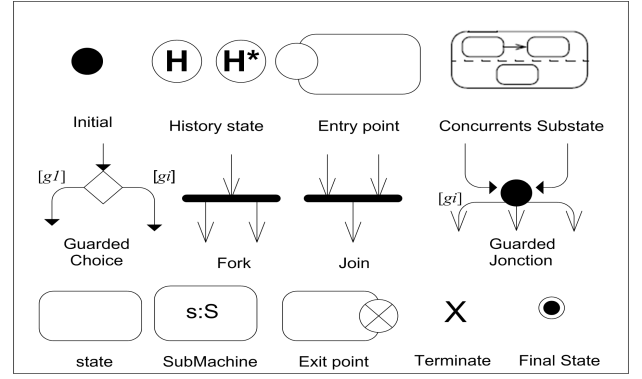 H H*
Initial History state Entry point Concurrents Substate
[g1] [gi] [gi]
Guarded Choice
Fork Join
Guarded Jonction
s:S
state SubMachine Exit point Terminate Final State
X